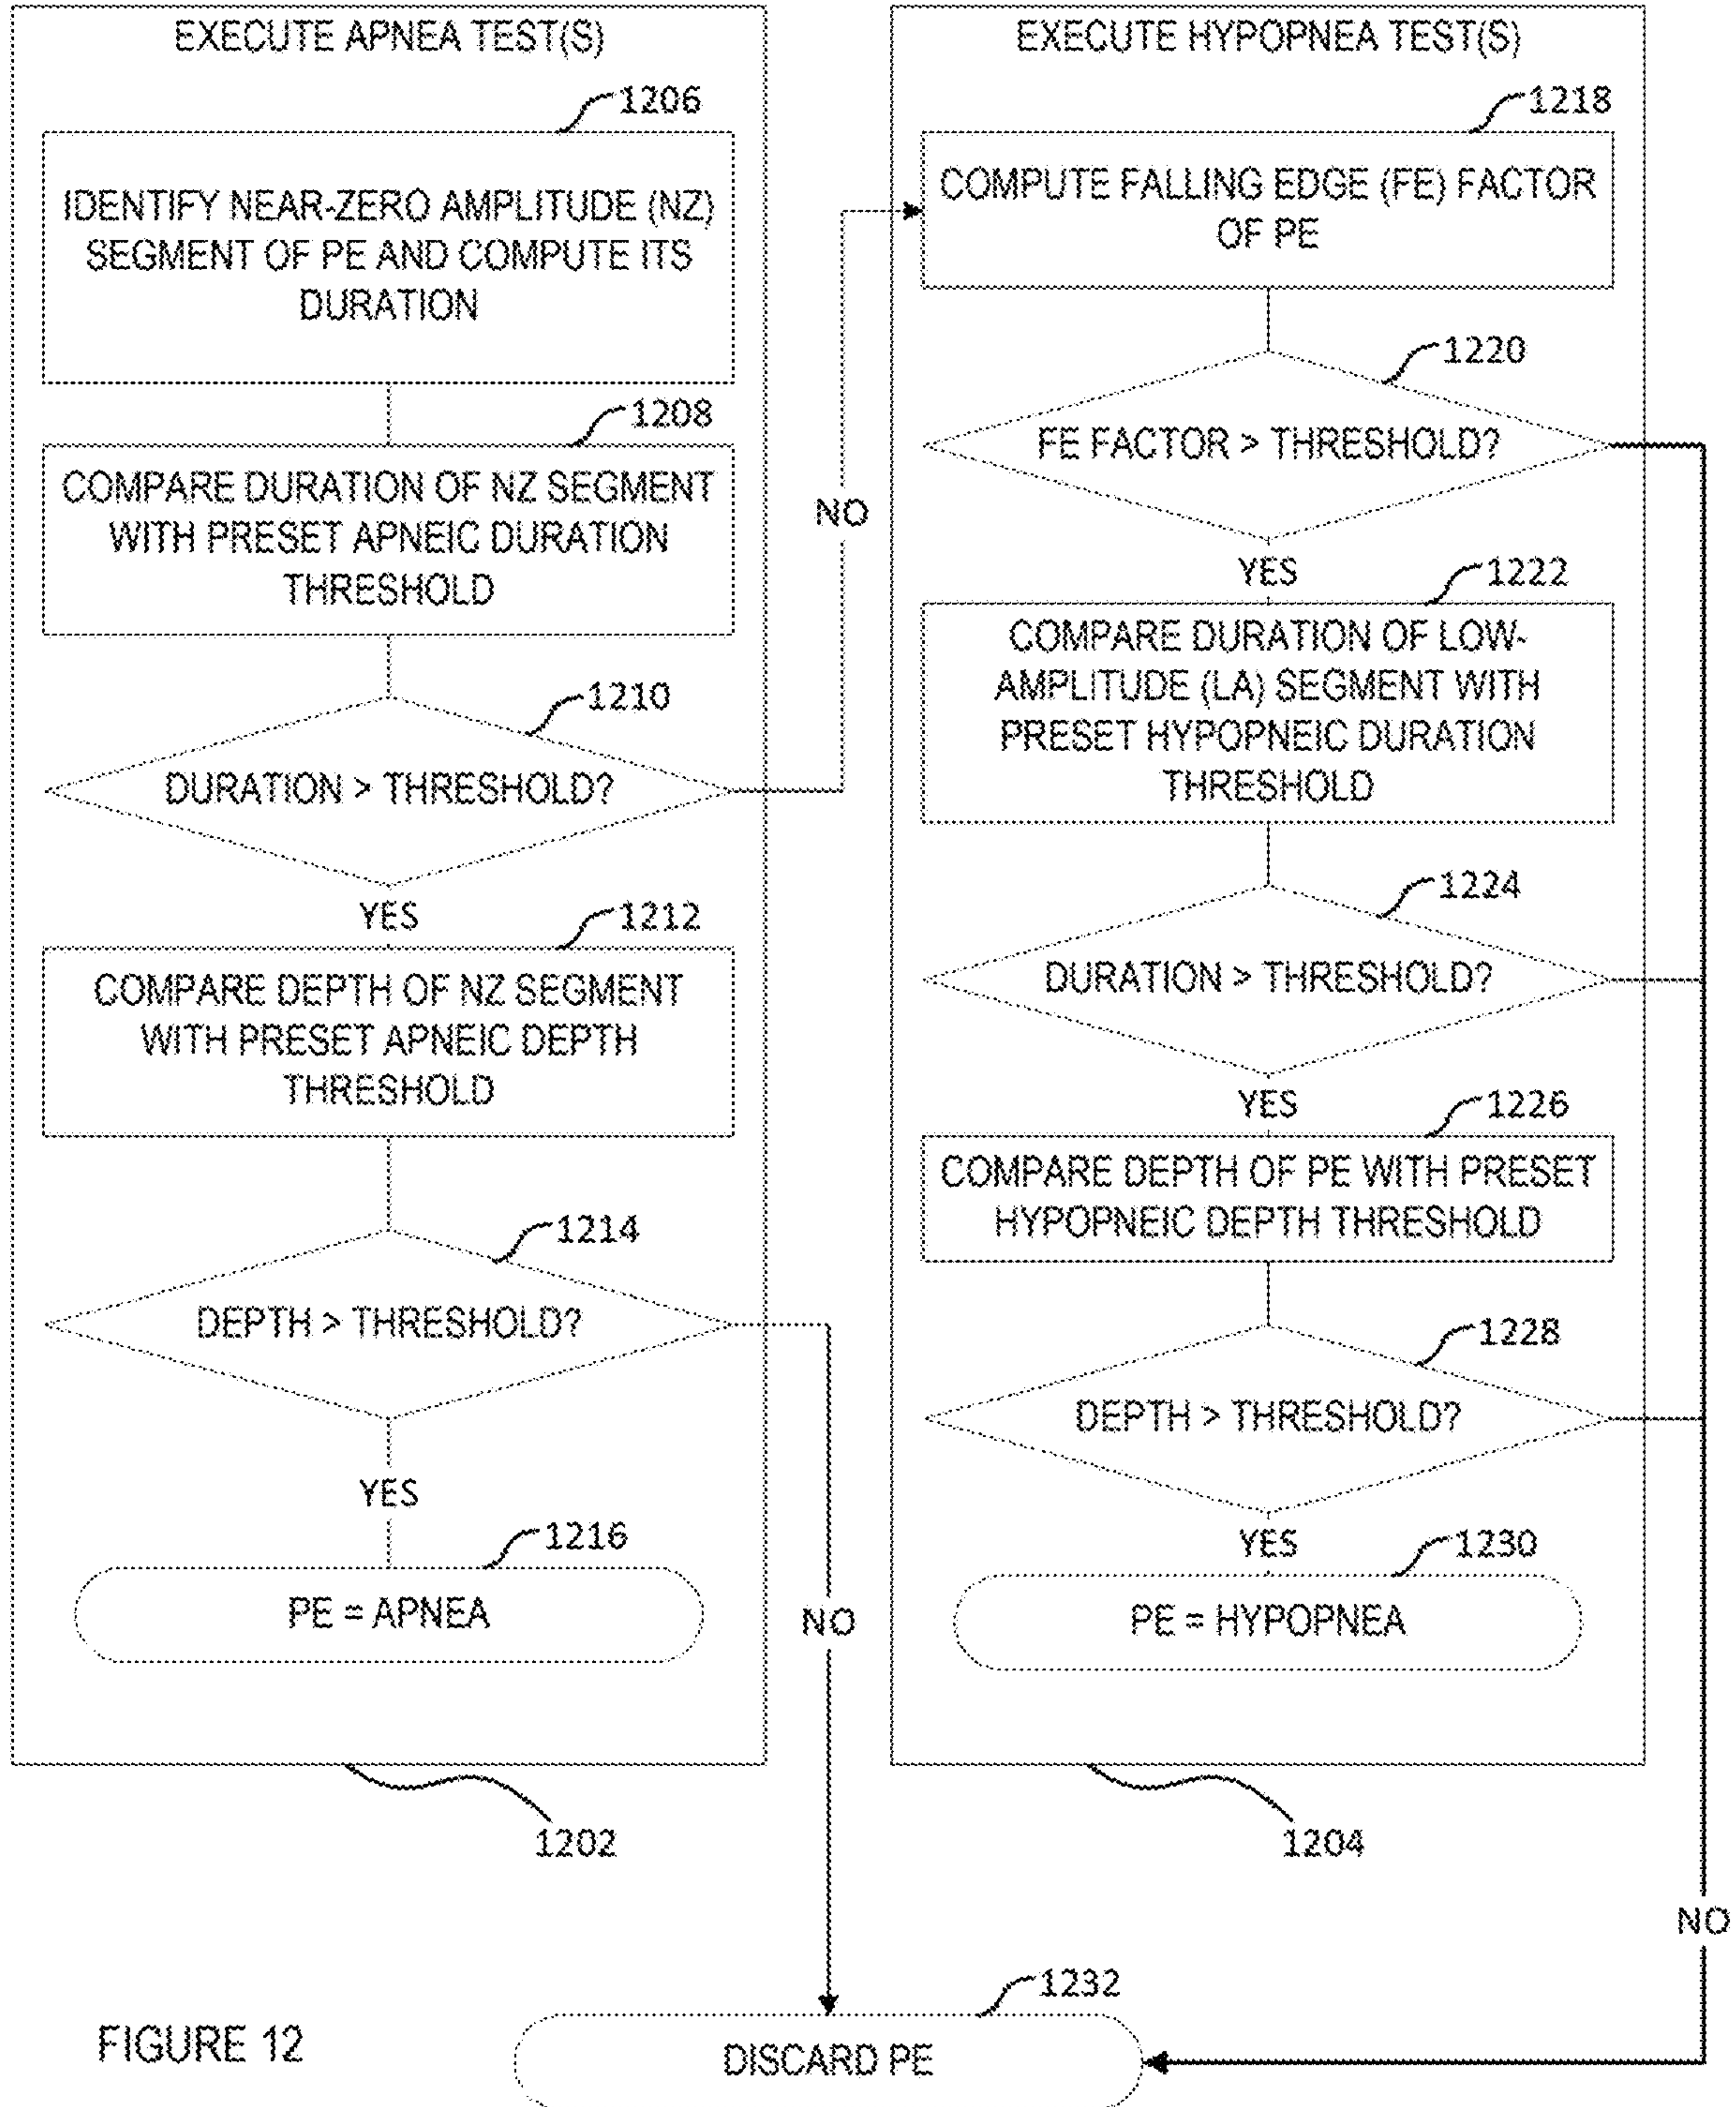 EXECUTE APNEA TEST(S)
1206
IDENTIFY NEAR-ZERO AMPLITUDE (NZ)
SEGMENT OF PE AND COMPUTE ITS
DURATION
1208
COMPARE DURATION OF NZ SEGMENT
WITH PRESET APNEIC DURATION
THRESHOLD
1210
DURATION > THRESHOLD?
NO
YES
1212
COMPARE DEPTH OF NZ SEGMENT
WITH PRESET APNEIC DEPTH
THRESHOLD
1214
DEPTH > THRESHOLD?
YES
NO
1216
PE = APNEA
1202
EXECUTE HYPOPNEA TEST(S)
1218
COMPUTE FALLING EDGE (FE) FACTOR
OF PE
1220
FE FACTOR > THRESHOLD?
YES
1222
COMPARE DURATION OF LOW-
AMPLITUDE (LA) SEGMENT WITH
PRESET HYPOPNEIC DURATION
THRESHOLD
1224
DURATION > THRESHOLD?
YES
1226
COMPARE DEPTH OF PE WITH PRESET
HYPOPNEIC DEPTH THRESHOLD
1228
DEPTH > THRESHOLD?
YES
1230
PE = HYPOPNEA
1204
NO
1232
DISCARD PE
FIGURE 12